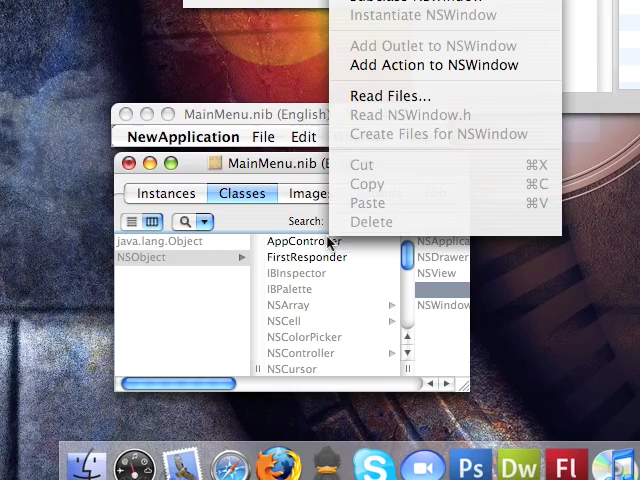 Instantiate NSWindow
Add Outlet to NSWindow
Add Action to NSWindow
Read Files...
Read NSWindow.h
Create Files for NSWindow
Cut ⌘X
Copy ⌘C
Paste ⌘V
Delete
MainMenu.nib (English)
NewApplication File Edit
MainMenu.nib (E
Instances Classes Images
Search:
java.lang.Object
NSObject
AppController
FirstResponder
IBInspector
IBPalette
NSArray
NSCell
NSColorPicker
NSController
NSCursor
NSApplica
NSDrawer
NSView
NSWindow
Ps Dw Fl